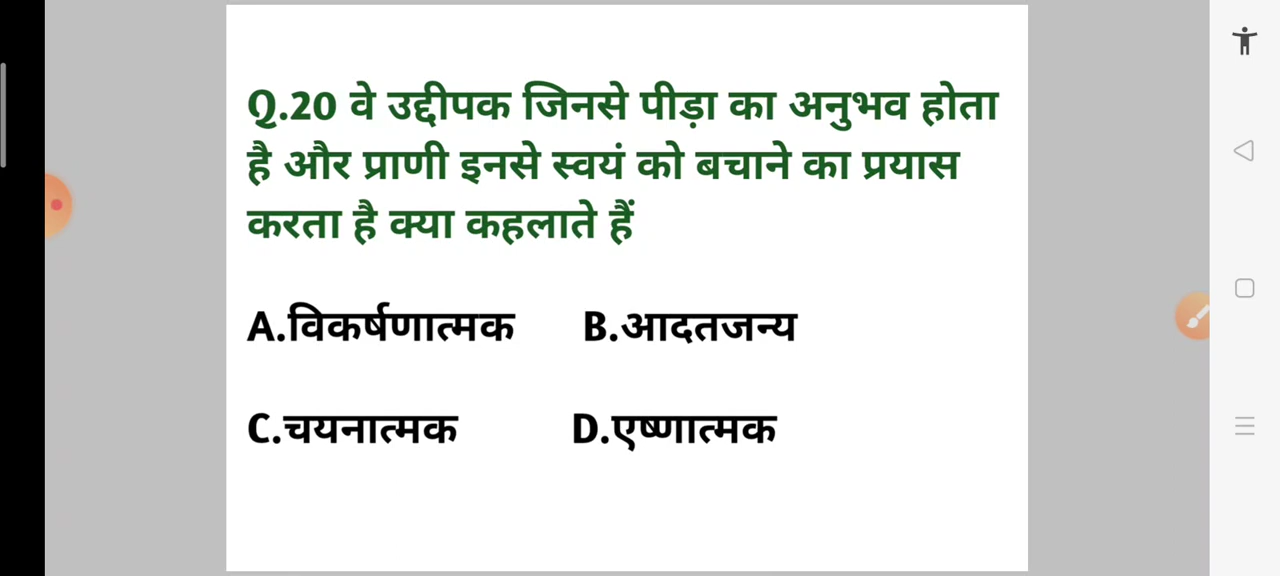 Q.20 वे उद्दीपक जिनसे पीड़ा का अनुभव होता
है और प्राणी इनसे स्वयं को बचाने का प्रयास
करता है क्या कहलाते हैं
A.विकर्षणात्मक B.आदतजन्य
C.चयनात्मक D.एष्णात्मक